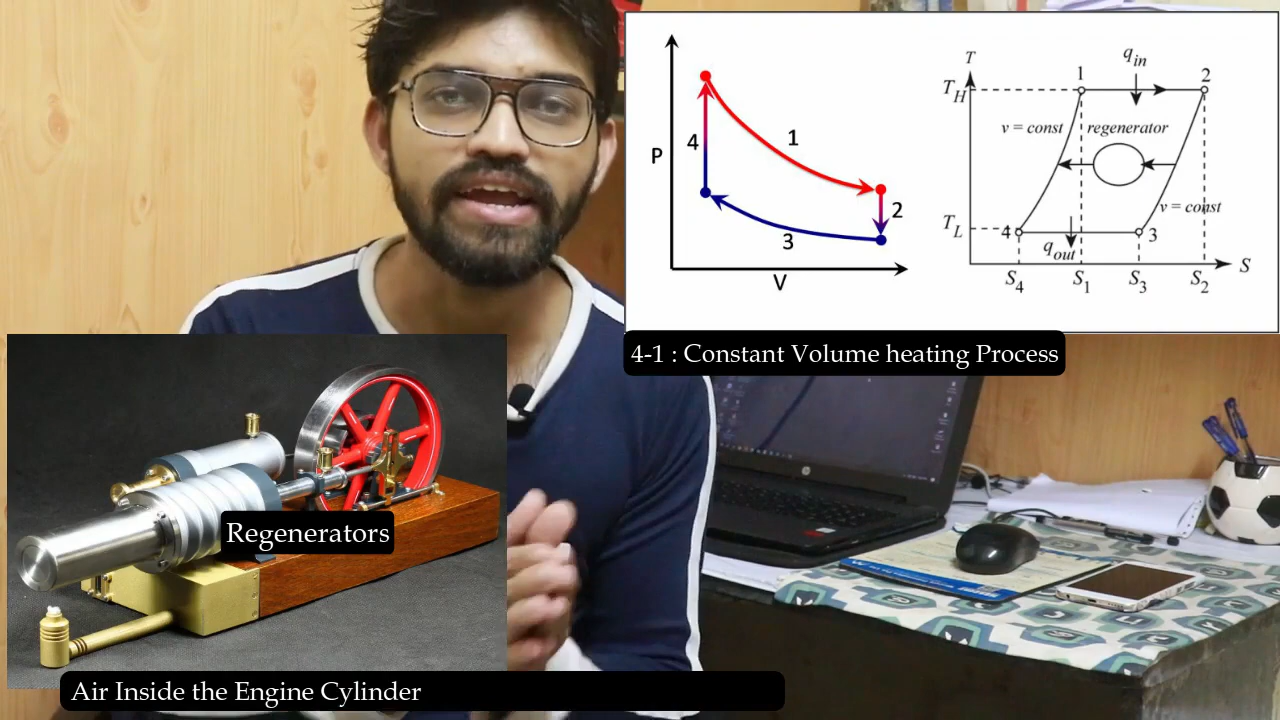 P
V
1
2
3
4
T
S
T_H
T_L
1
q_in
2
v = const
regenerator
v = const
4
q_out
3
S_4
S_1
S_3
S_2
4-1 : Constant Volume heating Process
hp
Regenerators
Air Inside the Engine Cylinder